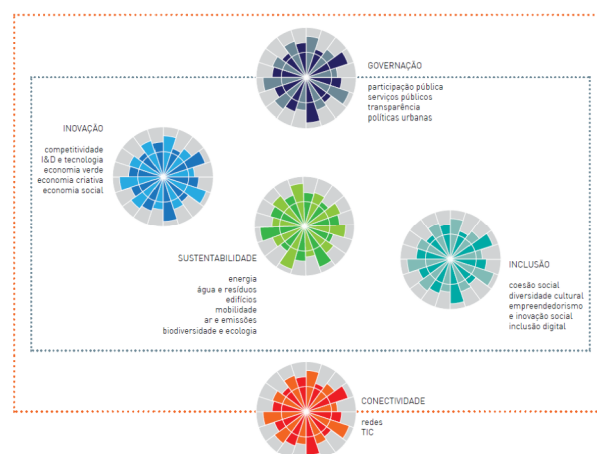 GOVERNAÇÃO
participação pública
serviços públicos
transparência
políticas urbanas
INOVAÇÃO
competitividade
I&D e tecnologia
economia verde
economia criativa
economia social
SUSTENTABILIDADE
energia
água e resíduos
edifícios
mobilidade
ar e emissões
biodiversidade e ecologia
INCLUSÃO
coesão social
diversidade cultural
empreendedorismo
e inovação social
inclusão digital
CONECTIVIDADE
redes
TIC